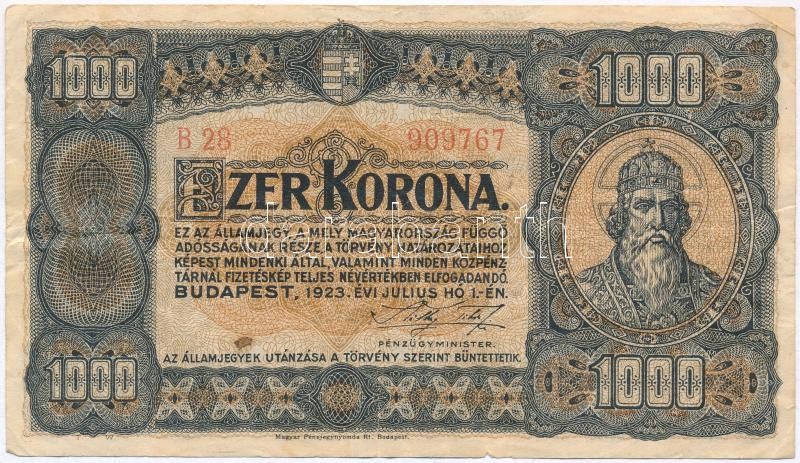 1000
1000
B 28 909767
EZER KORONA.
EZ AZ ÁLLAMJEGY, A MELY MAGYARORSZÁG FÜGGŐ
ADÓSSÁGÁNAK RÉSZE, A TÖRVÉNY HATÁROZATAIHOZ
KÉPEST MINDENKI ÁLTAL, VALAMINT MINDEN KÖZPÉNZ
TÁRNÁL FIZETÉSKÉP TELJES NÉVÉRTÉKBEN ELFOGADANDÓ.
BUDAPEST, 1923. ÉVI JULIUS HÓ 1.-ÉN.
PÉNZÜGYMINISTER.
AZ ÁLLAMJEGYEK UTÁNZÁSA A TÖRVÉNY SZERINT BÜNTETTETIK.
1000
1000
Magyar Pénzjegynyomda Rt. Budapest.